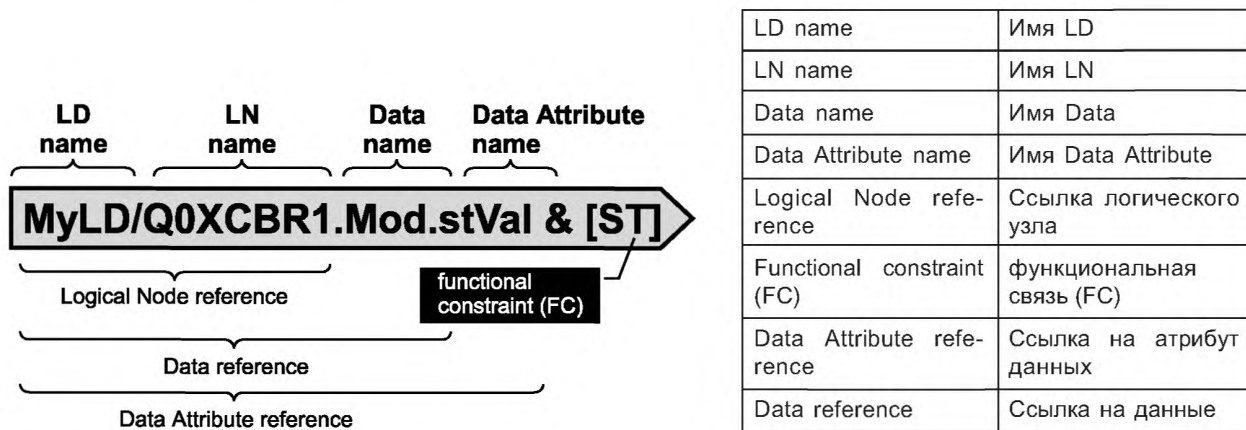 LD name
LN name
Data name
Data Attribute name
MyLD/Q0XCBR1.Mod.stVal & [ST]
functional constraint (FC)
Logical Node reference
Data reference
Data Attribute reference
LD name Имя LD
LN name Имя LN
Data name Имя Data
Data Attribute name Имя Data Attribute
Logical Node refe- Ссылка логического
rence узла
Functional constraint функциональная
(FC) связь (FC)
Data Attribute refe- Ссылка на атрибут
rence данных
Data reference Ссылка на данные